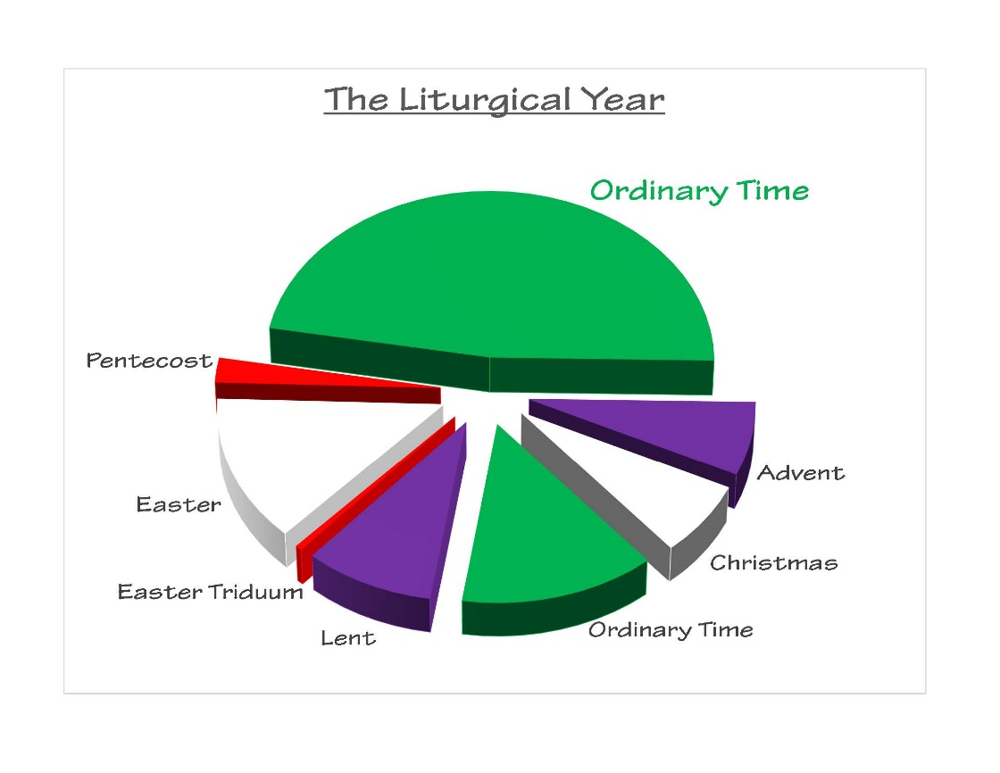 The Liturgical Year
Ordinary Time
Pentecost
Advent
Easter
Christmas
Easter Triduum
Ordinary Time
Lent